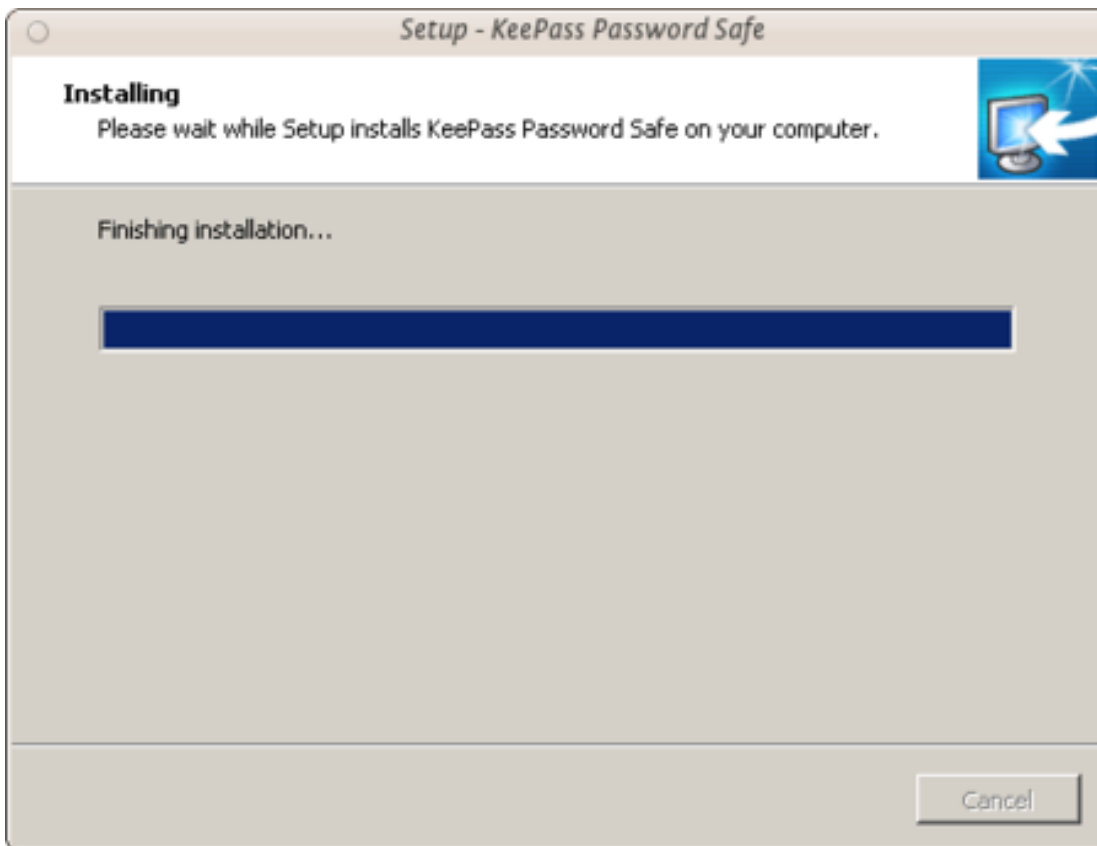 Setup - KeePass Password Safe
Installing
Please wait while Setup installs KeePass Password Safe on your computer.
Finishing installation...
Cancel